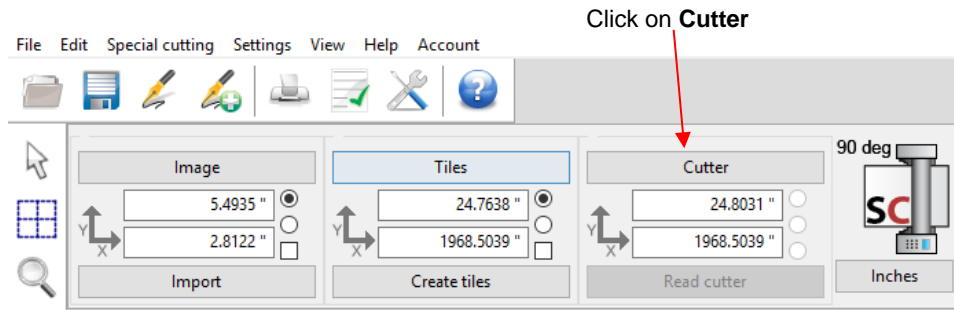 Click on Cutter
File Edit Special cutting Settings View Help Account
Image Tiles Cutter 90 deg
5.4935 " 24.7638 " 24.8031 "
Y X Y X Y X SC
2.8122 " 1968.5039 " 1968.5039 "
Import Create tiles Read cutter Inches